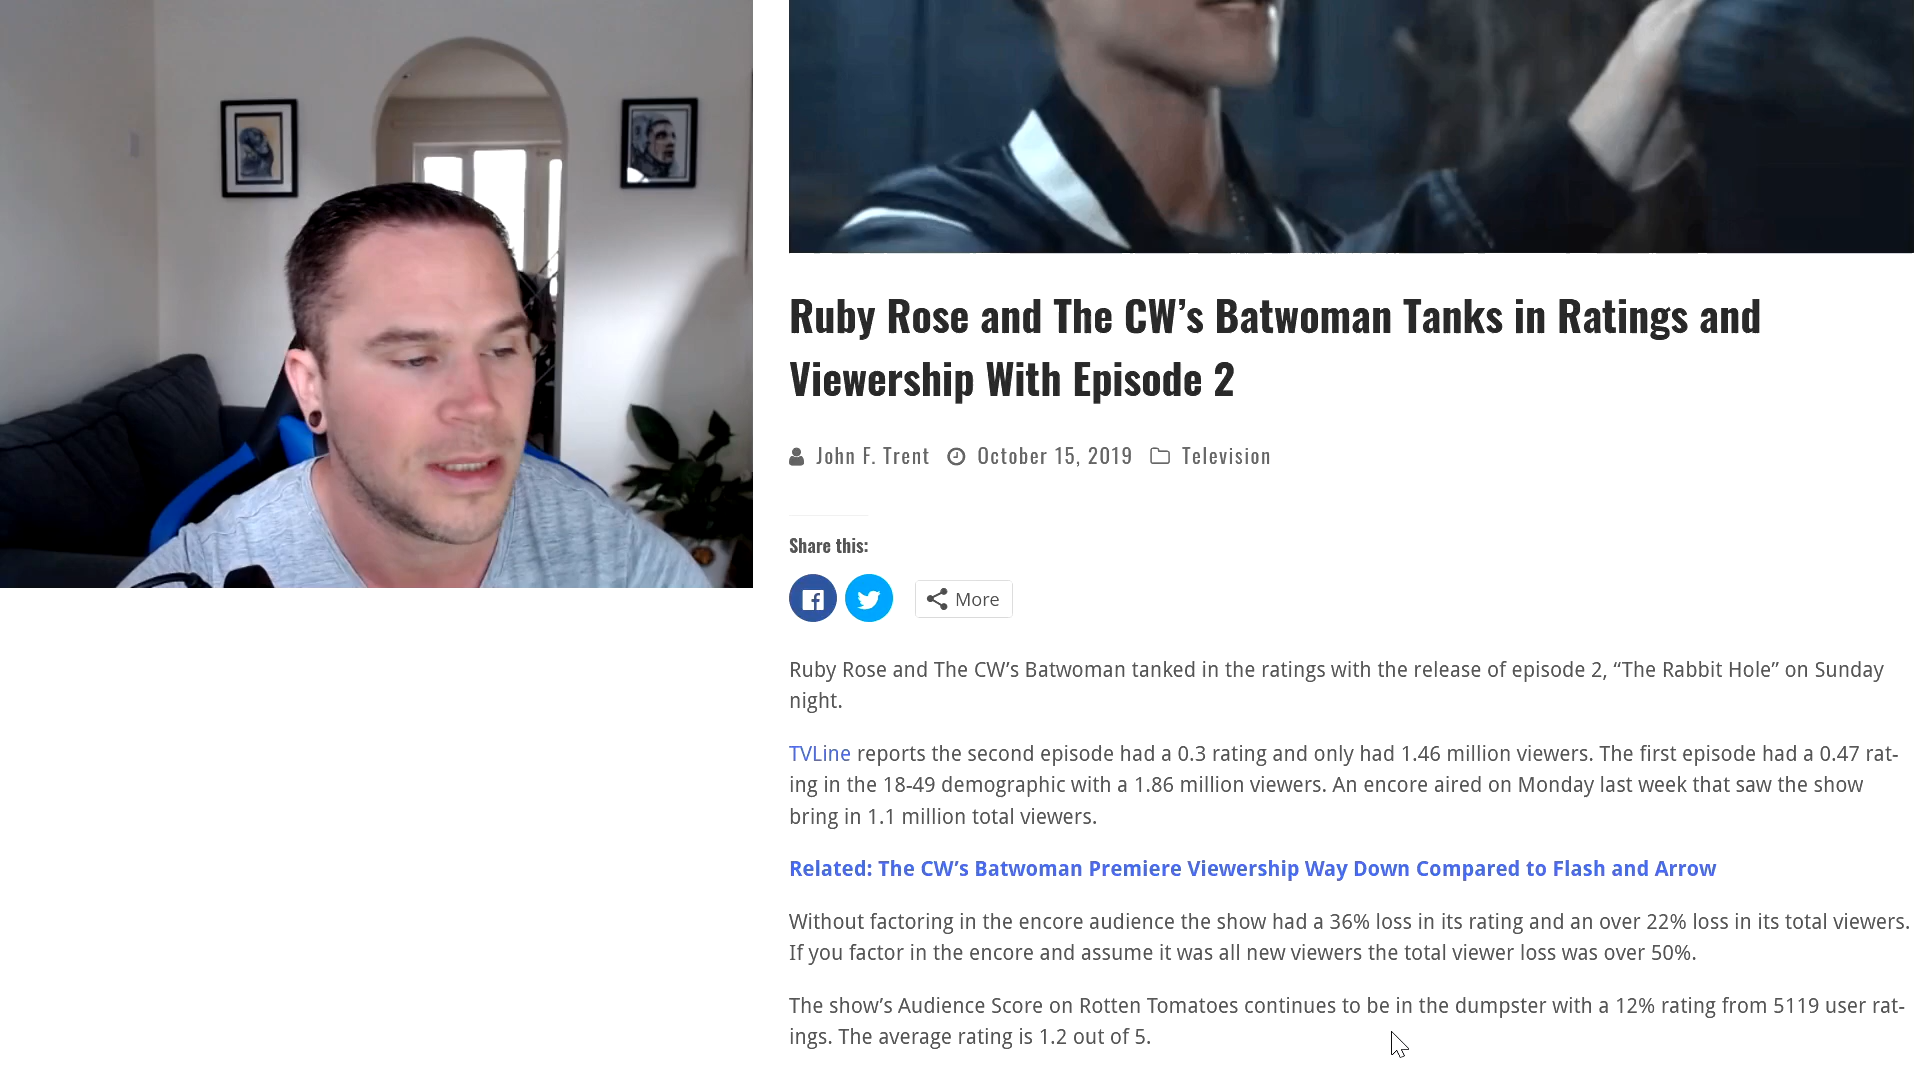 Ruby Rose and The CW’s Batwoman Tanks in Ratings and
Viewership With Episode 2
John F. Trent October 15, 2019 Television
Share this:
More
Ruby Rose and The CW’s Batwoman tanked in the ratings with the release of episode 2, “The Rabbit Hole” on Sunday
night.
TVLine reports the second episode had a 0.3 rating and only had 1.46 million viewers. The first episode had a 0.47 rat-
ing in the 18-49 demographic with a 1.86 million viewers. An encore aired on Monday last week that saw the show
bring in 1.1 million total viewers.
Related: The CW’s Batwoman Premiere Viewership Way Down Compared to Flash and Arrow
Without factoring in the encore audience the show had a 36% loss in its rating and an over 22% loss in its total viewers.
If you factor in the encore and assume it was all new viewers the total viewer loss was over 50%.
The show’s Audience Score on Rotten Tomatoes continues to be in the dumpster with a 12% rating from 5119 user rat-
ings. The average rating is 1.2 out of 5.